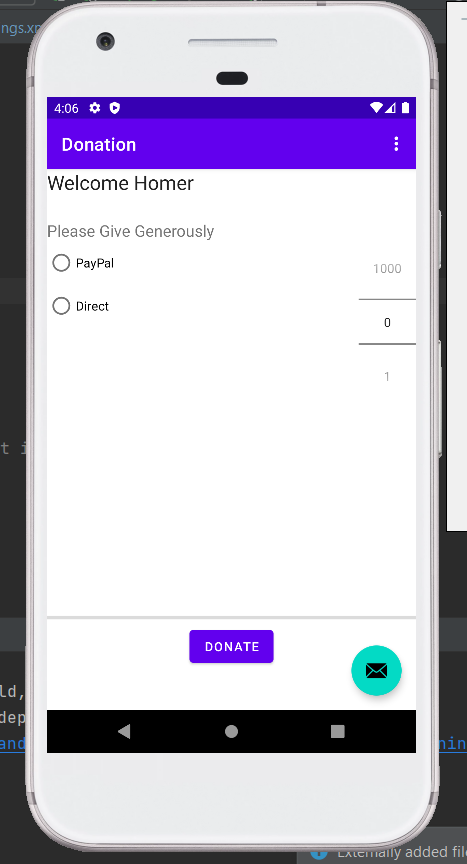 ngs.xm
4:06
Donation
Welcome Homer
Please Give Generously
PayPal
1000
Direct
0
1
t i
DONATE
ld,
dep
and
nin
Externally added file